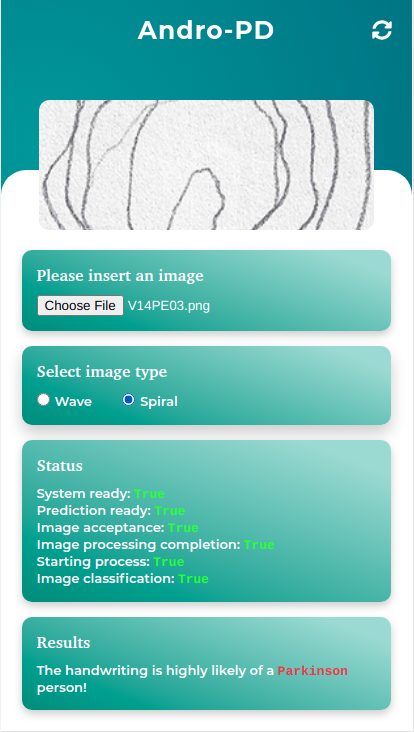 Andro-PD
Please insert an image
Choose File V14PE03.png
Select image type
Wave Spiral
Status
System ready: True
Prediction ready: True
Image acceptance: True
Image processing completion: True
Starting process: True
Image classification: True
Results
The handwriting is highly likely of a Parkinson
person!